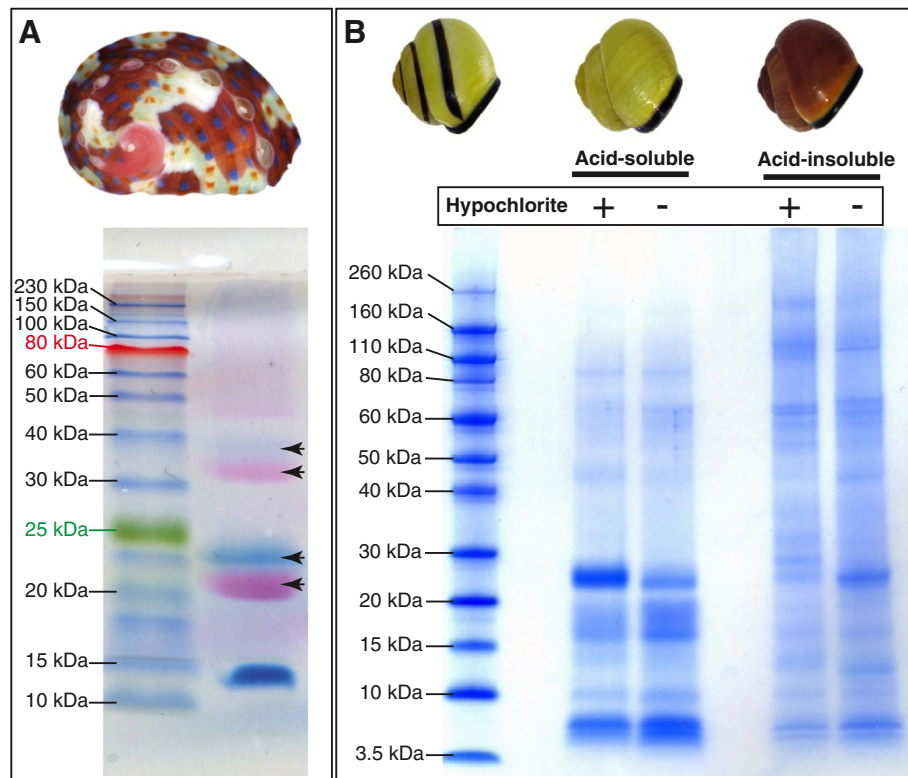 A
230 kDa
150 kDa
100 kDa
80 kDa
60 kDa
50 kDa
40 kDa
30 kDa
25 kDa
20 kDa
15 kDa
10 kDa
B
Acid-soluble Acid-insoluble
Hypochlorite + - + -
260 kDa
160 kDa
110 kDa
80 kDa
60 kDa
50 kDa
40 kDa
30 kDa
20 kDa
15 kDa
10 kDa
3.5 kDa